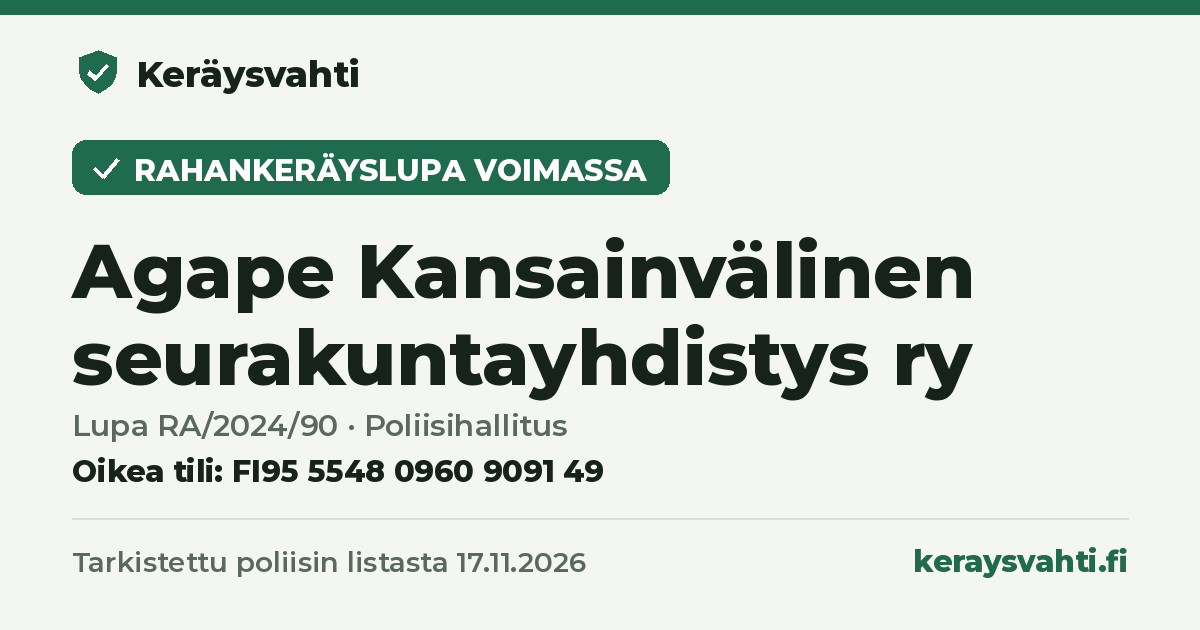 Keräysvahti
RAHANKERÄYSLUPA VOIMASSA
Agape Kansainvälinen
seurakuntayhdistys ry
Lupa RA/2024/90 · Poliisihallitus
Oikea tili: FI95 5548 0960 9091 49
Tarkistettu poliisin listasta 17.11.2026
keraysvahti.fi